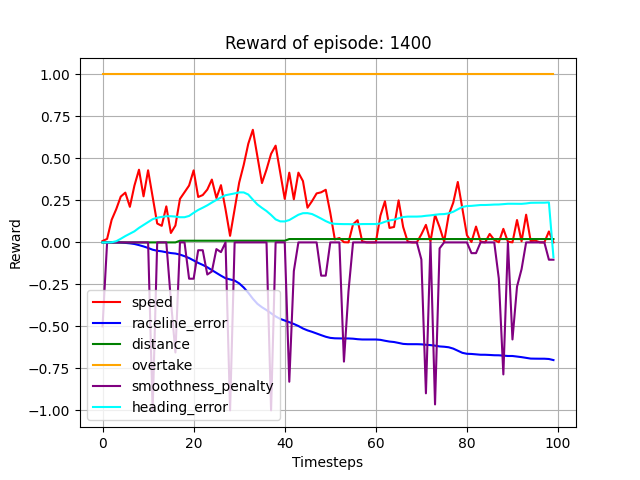 Reward of episode: 1400
1.00
0.75
0.50
0.25
0.00
−0.25
−0.50
−0.75
−1.00
Reward
speed
raceline_error
distance
overtake
smoothness_penalty
heading_error
0 20 40 60 80 100
Timesteps